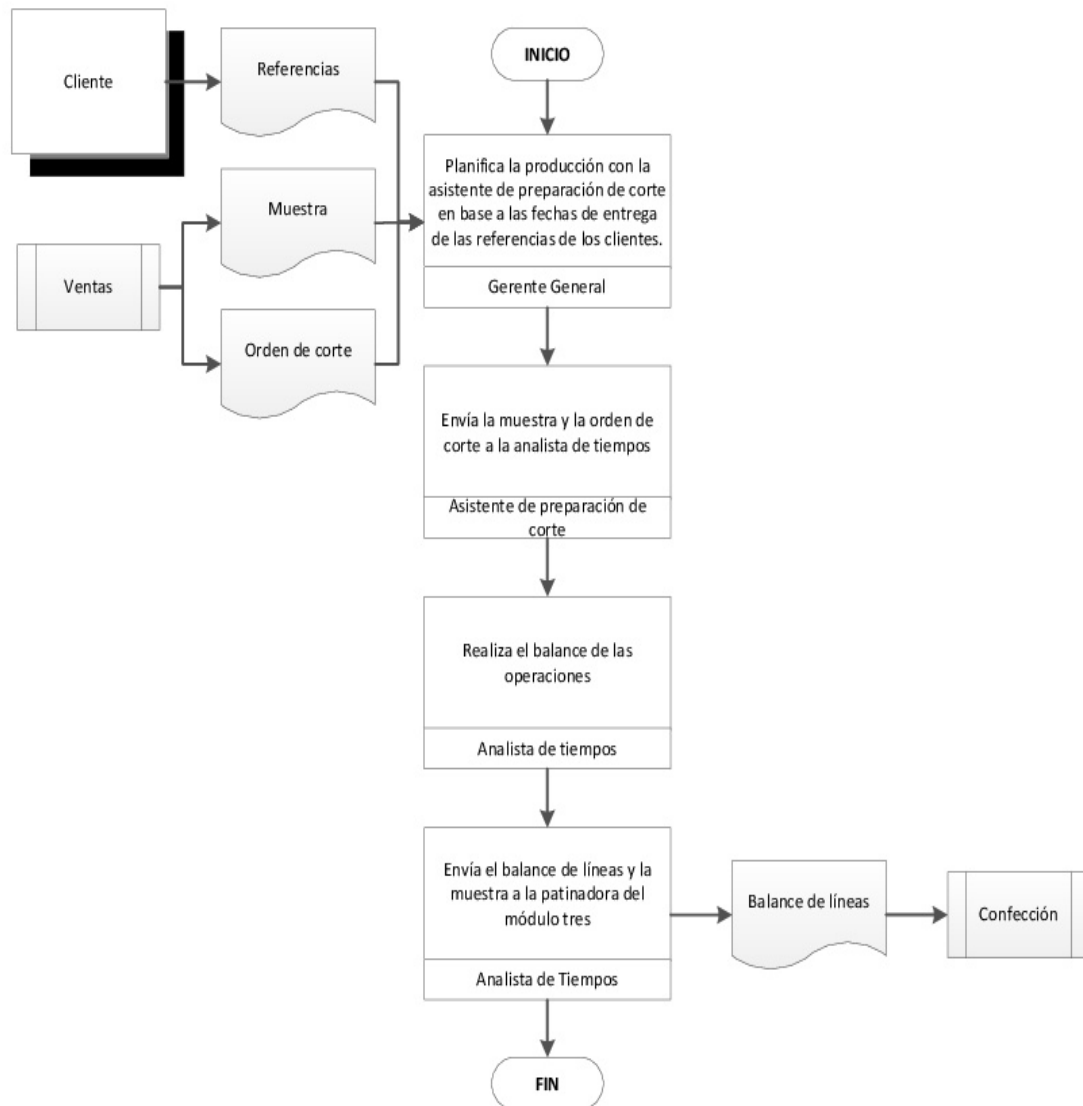 Cliente
Referencias
INICIO
Planifica la producción con la
asistente de preparación de corte
en base a las fechas de entrega
de las referencias de los clientes.
Gerente General
Muestra
Ventas
Orden de corte
Envía la muestra y la orden de
corte a la analista de tiempos
Asistente de preparación de
corte
Realiza el balance de las
operaciones
Analista de tiempos
Envía el balance de líneas y la
muestra a la patinadora del
módulo tres
Analista de Tiempos
Balance de líneas
Confección
FIN